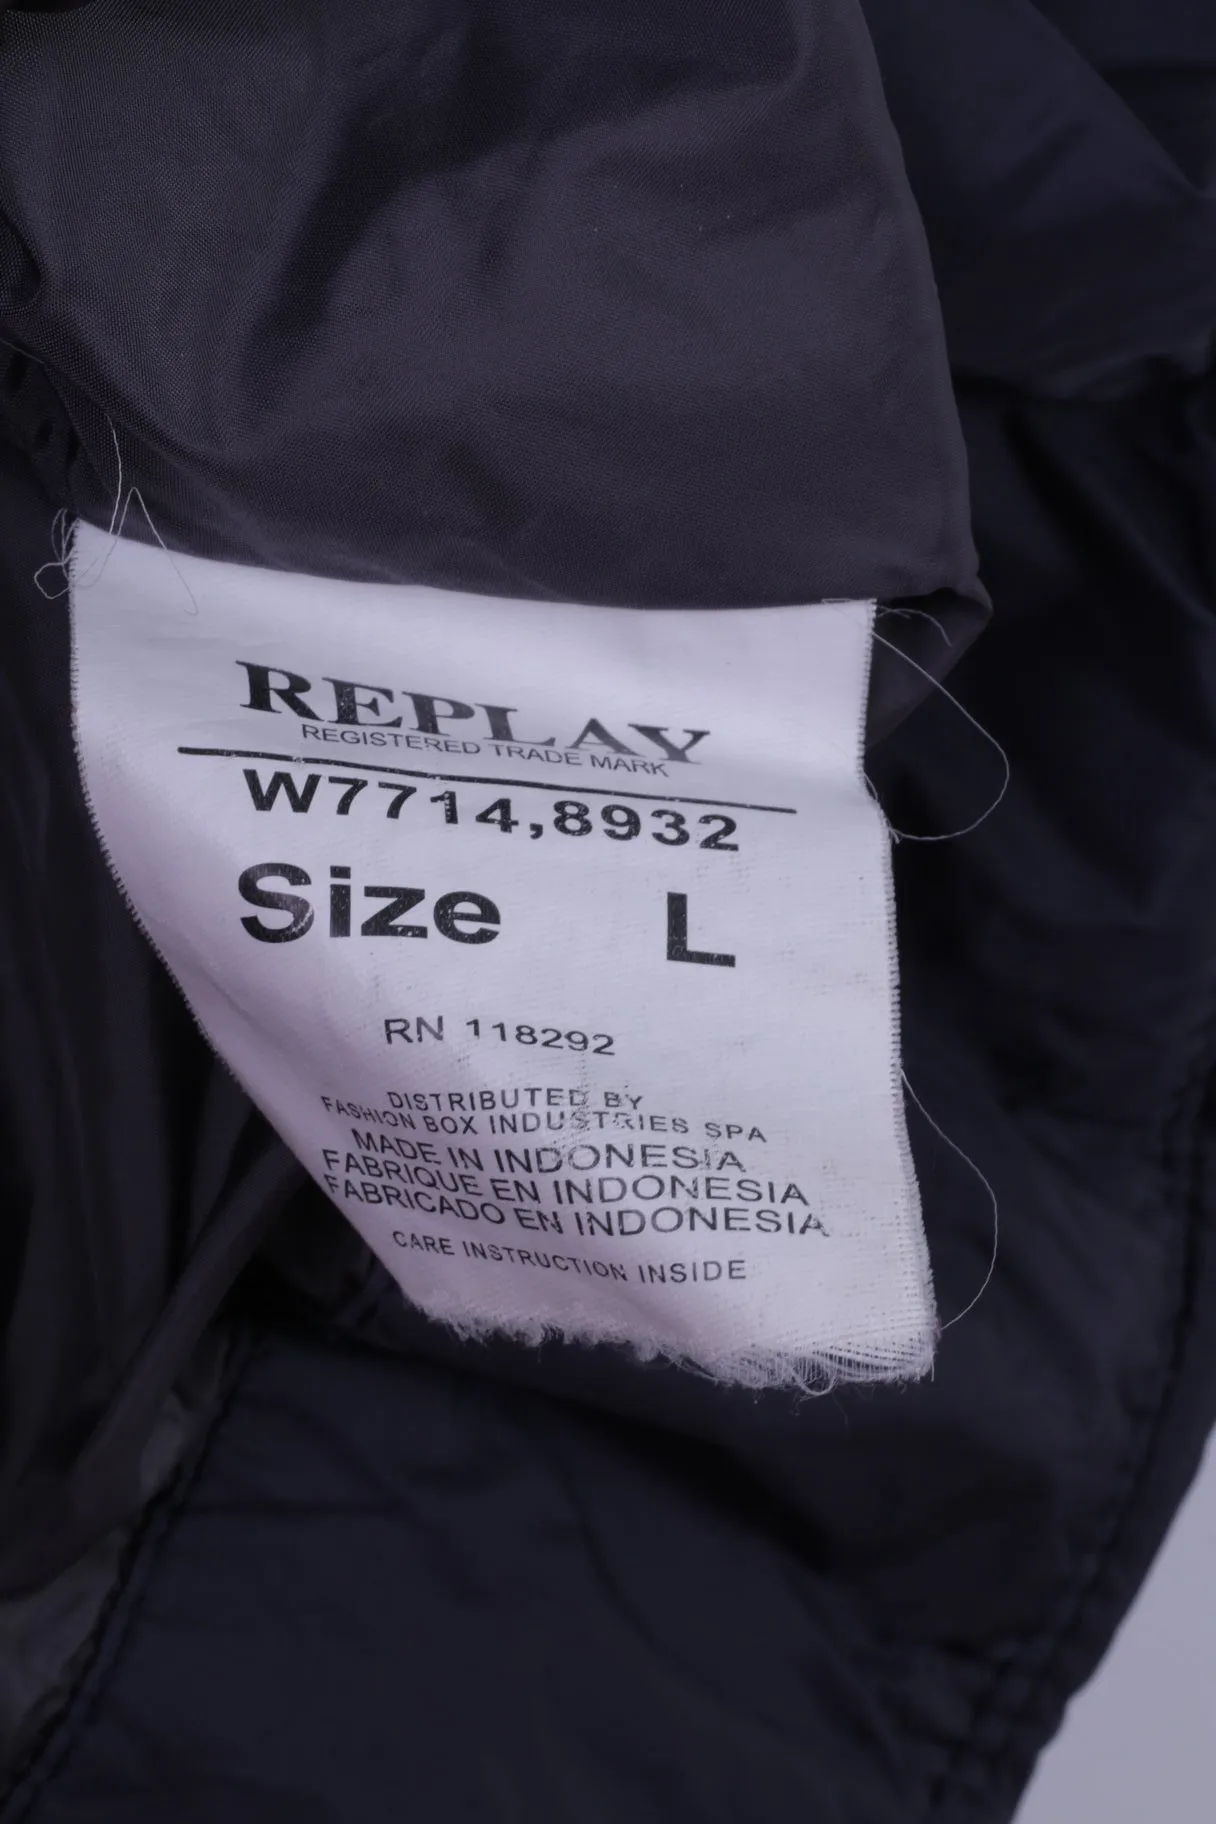 REPLAY
REGISTERED TRADE MARK
W7714,8932
Size L
RN 118292
DISTRIBUTED BY
FASHION BOX INDUSTRIES SPA
MADE IN INDONESIA
FABRIQUE EN INDONESIA
FABRICADO EN INDONESIA
CARE INSTRUCTION INSIDE